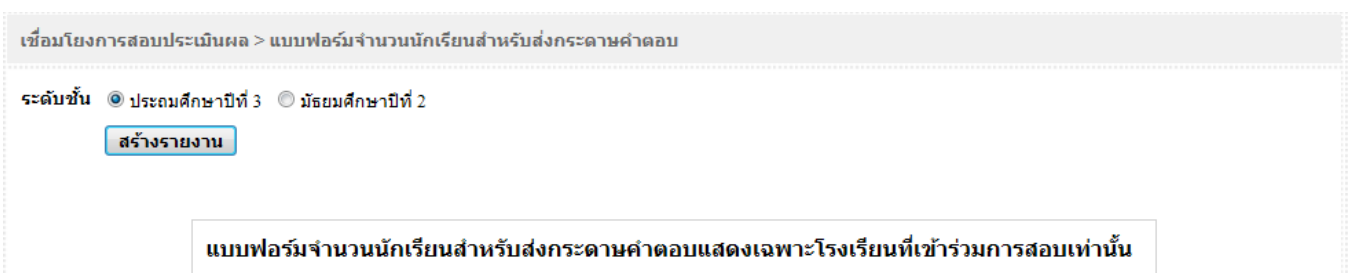 เชื่อมโยงการสอบประเมินผล > แบบฟอร์มจำนวนนักเรียนสำหรับส่งกระดาษคำตอบ
ระดับชั้น ประถมศึกษาปีที่ 3 มัธยมศึกษาปีที่ 2
สร้างรายงาน
แบบฟอร์มจำนวนนักเรียนสำหรับส่งกระดาษคำตอบแสดงเฉพาะโรงเรียนที่เข้าร่วมการสอบเท่านั้น